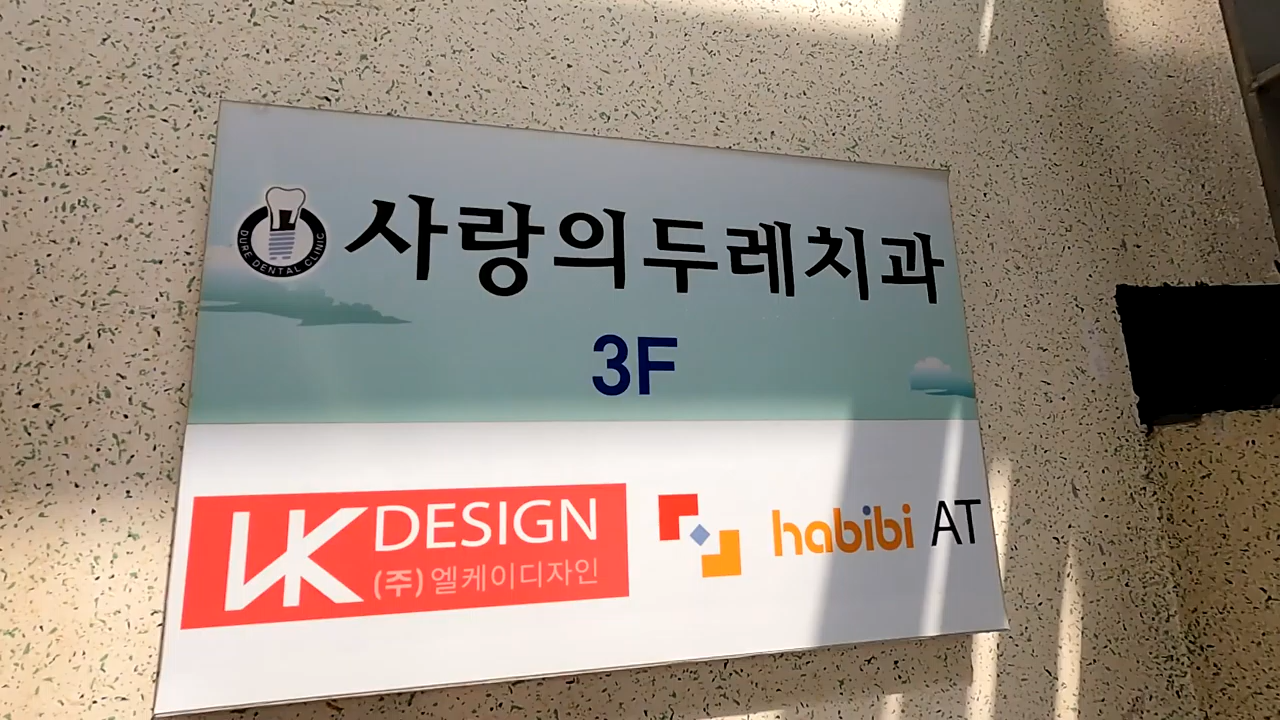 DURE DENTAL CLINIC
사랑의두레치과
3F
LK DESIGN
(주) 엘케이디자인
habibi AT